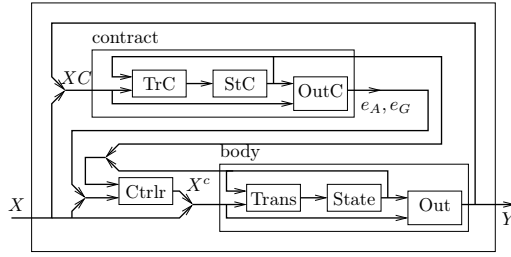 contract
XC
TrC
StC
OutC
e_A, e_G
body
Ctrlr
X^c
Trans
State
Out
X
Y